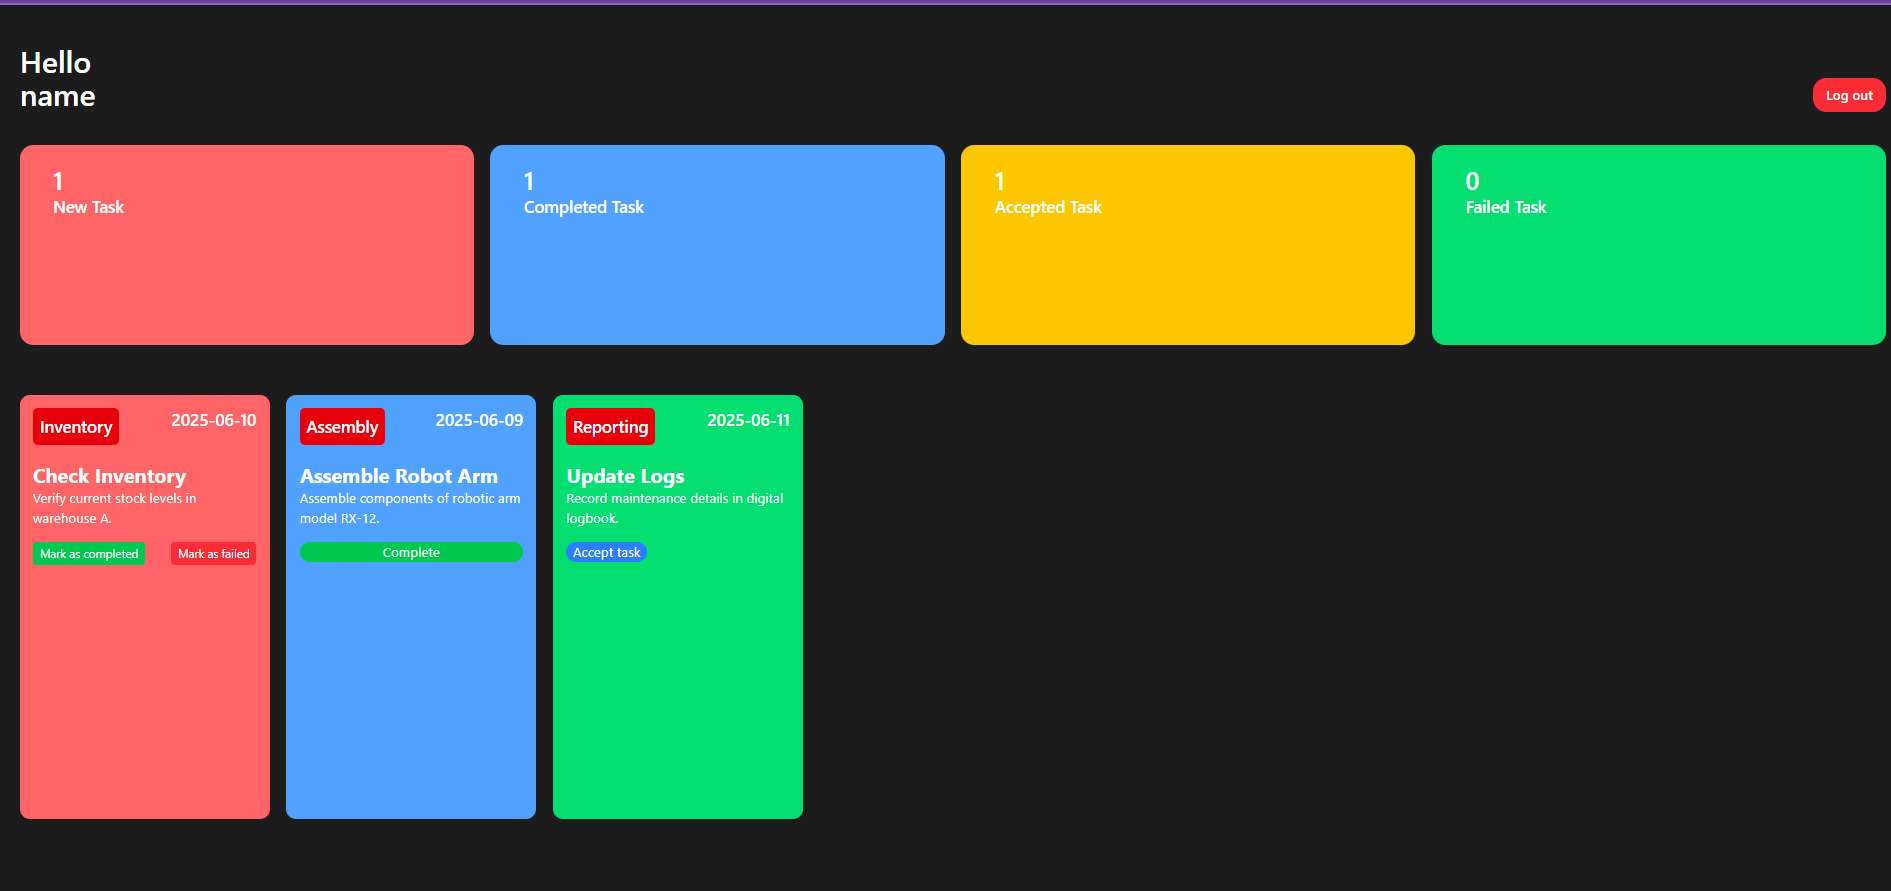 Hello
name
Log out
1
New Task
1
Completed Task
1
Accepted Task
0
Failed Task
Inventory
2025-06-10
Check Inventory
Verify current stock levels in
warehouse A.
Mark as completed
Mark as failed
Assembly
2025-06-09
Assemble Robot Arm
Assemble components of robotic arm
model RX-12.
Complete
Reporting
2025-06-11
Update Logs
Record maintenance details in digital
logbook.
Accept task